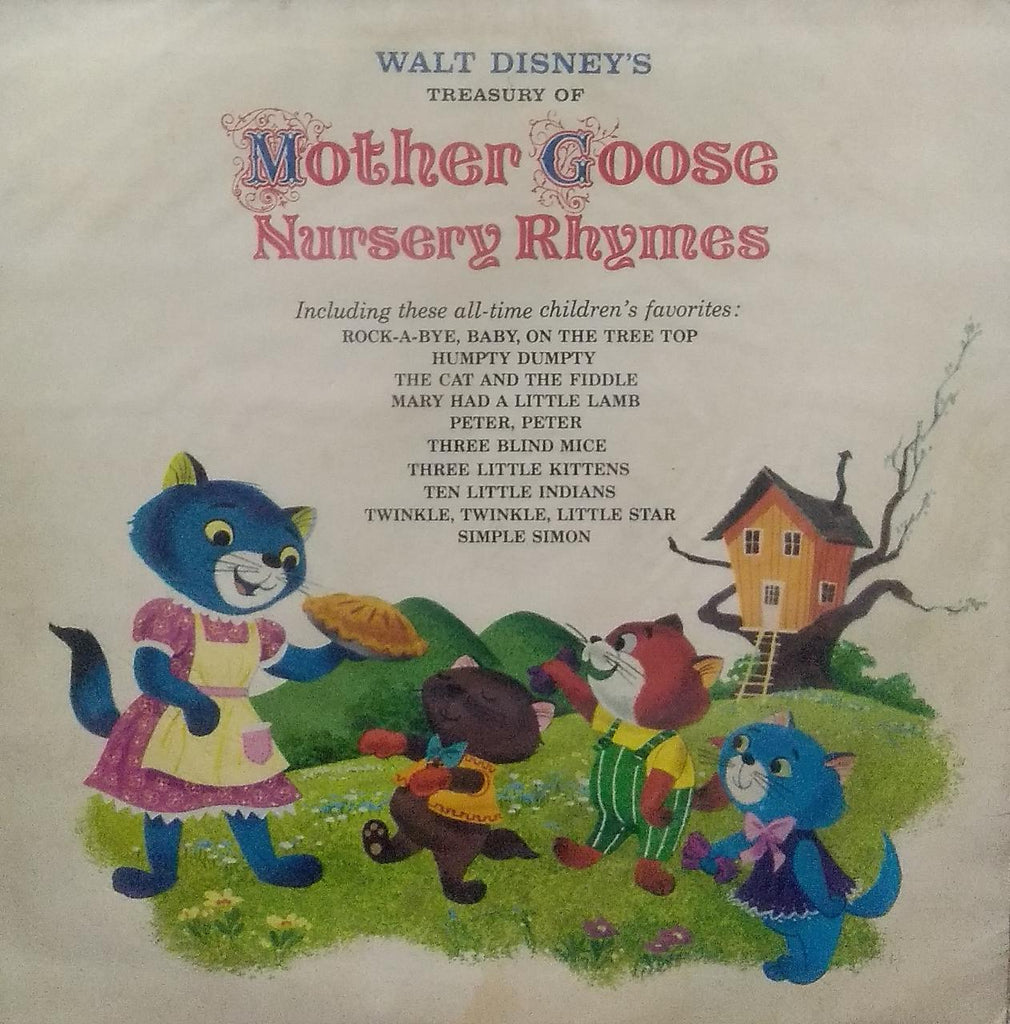 WALT DISNEY'S
TREASURY OF
Mother Goose
Nursery Rhymes
Including these all-time children's favorites:
ROCK-A-BYE, BABY, ON THE TREE TOP
HUMPTY DUMPTY
THE CAT AND THE FIDDLE
MARY HAD A LITTLE LAMB
PETER, PETER
THREE BLIND MICE
THREE LITTLE KITTENS
TEN LITTLE INDIANS
TWINKLE, TWINKLE, LITTLE STAR
SIMPLE SIMON